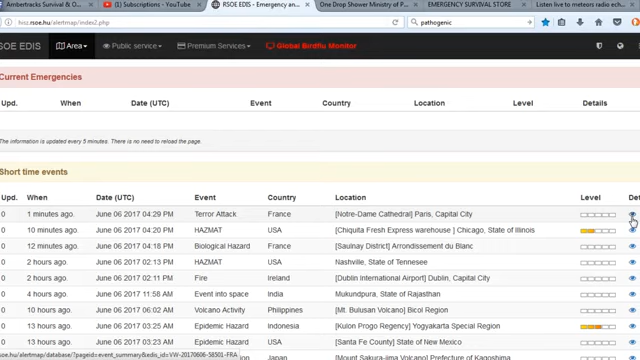 Ambertracks Survival & O
(1) Subscriptions - YouTube
RSOE EDIS - Emergency an
One Drop Shower Ministry of P
EMERGENCY SURVIVAL STORE
Listen live to meteors radio echo
hisz.rsoe.hu/alertmap/index2.php
pathogenic
RSOE EDIS
Area
Public service
Premium Services
Global Birdflu Monitor
Current Emergencies
Upd. When Date (UTC) Event Country Location Level Details
The information is updated every 5 minutes. There is no need to reload the page.
Short time events
Upd. When Date (UTC) Event Country Location Level Det
0 1 minutes ago. June 06 2017 04:29 PM Terror Attack France [Notre-Dame Cathedral] Paris, Capital City
0 10 minutes ago. June 06 2017 04:20 PM HAZMAT USA [Chiquita Fresh Express warehouse ] Chicago, State of Illinois
0 12 minutes ago. June 06 2017 04:18 PM Biological Hazard France [Saulnay District] Arrondisement du Blanc
0 2 hours ago. June 06 2017 02:13 PM HAZMAT USA Nashville, State of Tennesee
0 2 hours ago. June 06 2017 02:11 PM Fire Ireland [Dublin International Airport] Dublin, Capital City
0 4 hours ago. June 06 2017 11:58 AM Event into space India Mukundpura, State of Rajasthan
0 13 hours ago. June 06 2017 03:25 AM Volcano Activity Philippines [Mt. Bulusan Volcano] Bicol Region
0 13 hours ago. June 06 2017 03:23 AM Epidemic Hazard Indonesia [Kulon Progo Regency] Yogyakarta Special Region
0 13 hours ago. June 06 2017 03:21 AM Epidemic Hazard USA [Santa Fe County] State of New Mexico
soe.hu/alertmap/database/?pageid=event_summary&edis_id=VW-20170606-58501-FRA
Japan [Mount Sakura-jima Volcano] Prefecture of Kagoshima]